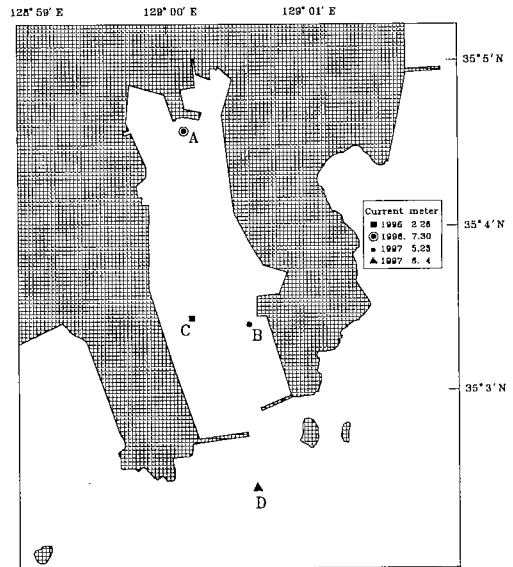 128° 59' E 129° 00' E 129° 01' E
35° 5' N
A
Current meter
■ 1996 2.28
◉ 1996. 7.30
● 1997 5.23
▲ 1997 6. 4
35° 4' N
C
B
35° 3' N
D